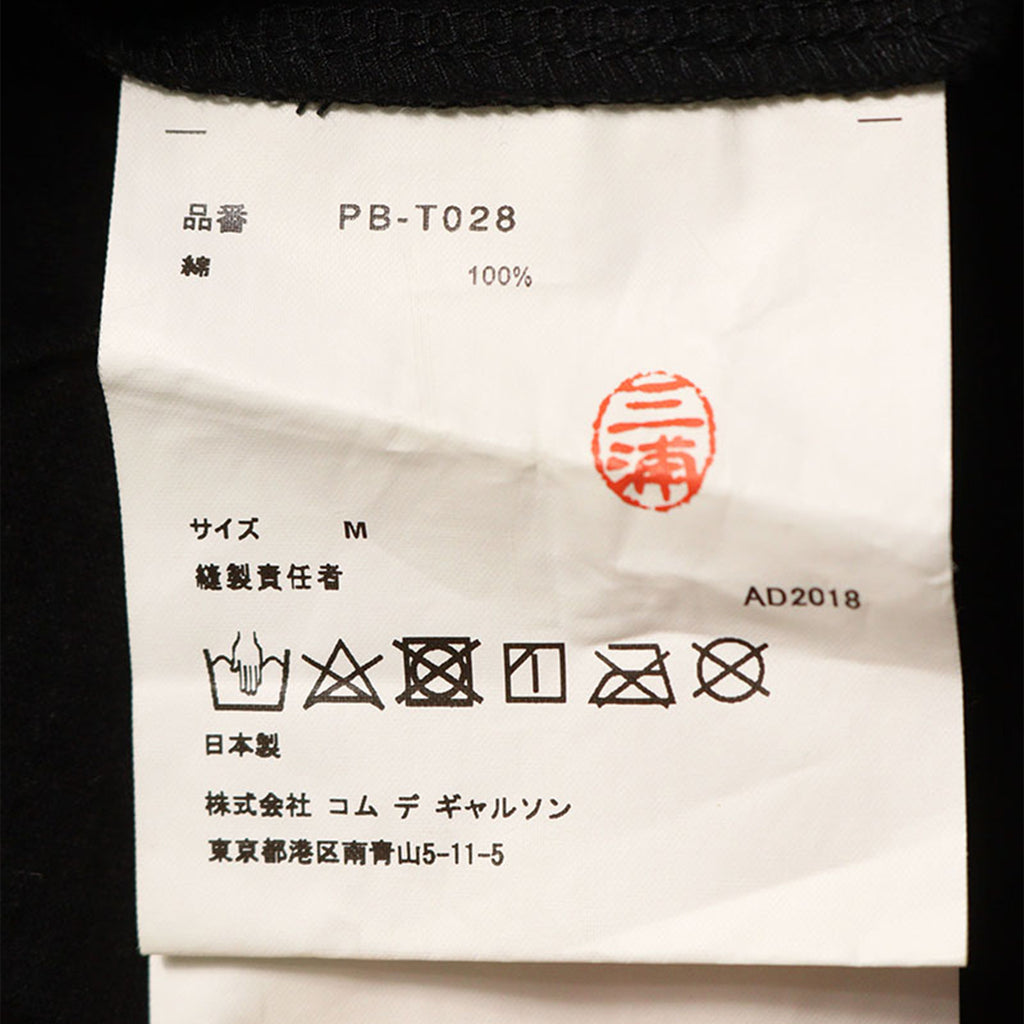 品番 PB-T028
綿 100%
三浦
サイズ M
縫製責任者
AD2018
日本製
株式会社 コム デ ギャルソン
東京都港区南青山5-11-5